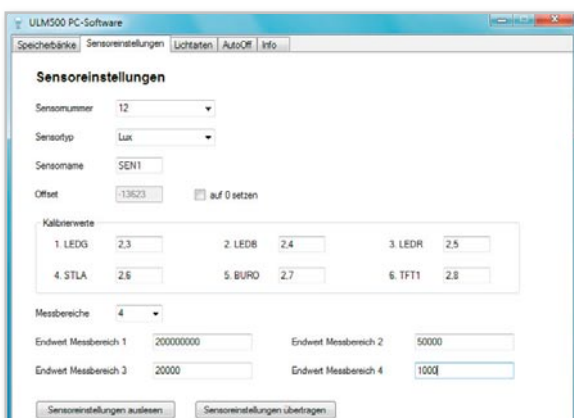 ULM500 PC-Software
Speicherbänke Sensoreinstellungen Lichtarten AutoOff Info
Sensoreinstellungen
Sensornummer 12
Sensortyp Lux
Sensorname SEN1
Offset -13623 auf 0 setzen
Kalibrierwerte
1. LEDG 2,3 2. LEDB 2,4 3. LEDR 2,5
4. STLA 2,6 5. BURO 2,7 6. TFT1 2,8
Messbereiche 4
Endwert Messbereich 1 200000000 Endwert Messbereich 2 50000
Endwert Messbereich 3 20000 Endwert Messbereich 4 1000
Sensoreinstellungen auslesen Sensoreinstellungen übertragen